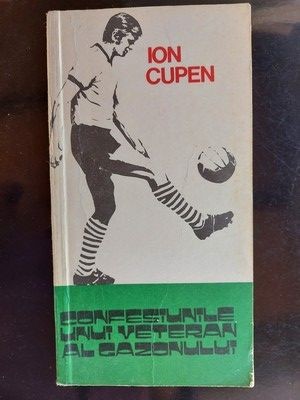 ION
CUPEN
CONFESIUNILE
UNUI VETERAN
AL GAZONULUI